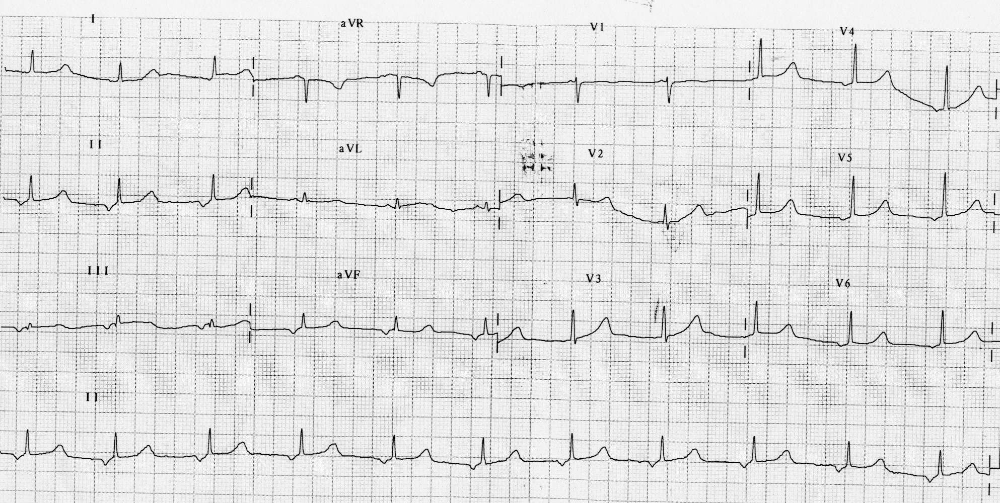 I aVR V1 V4
II aVL V2 V5
III aVF V3 V6
II